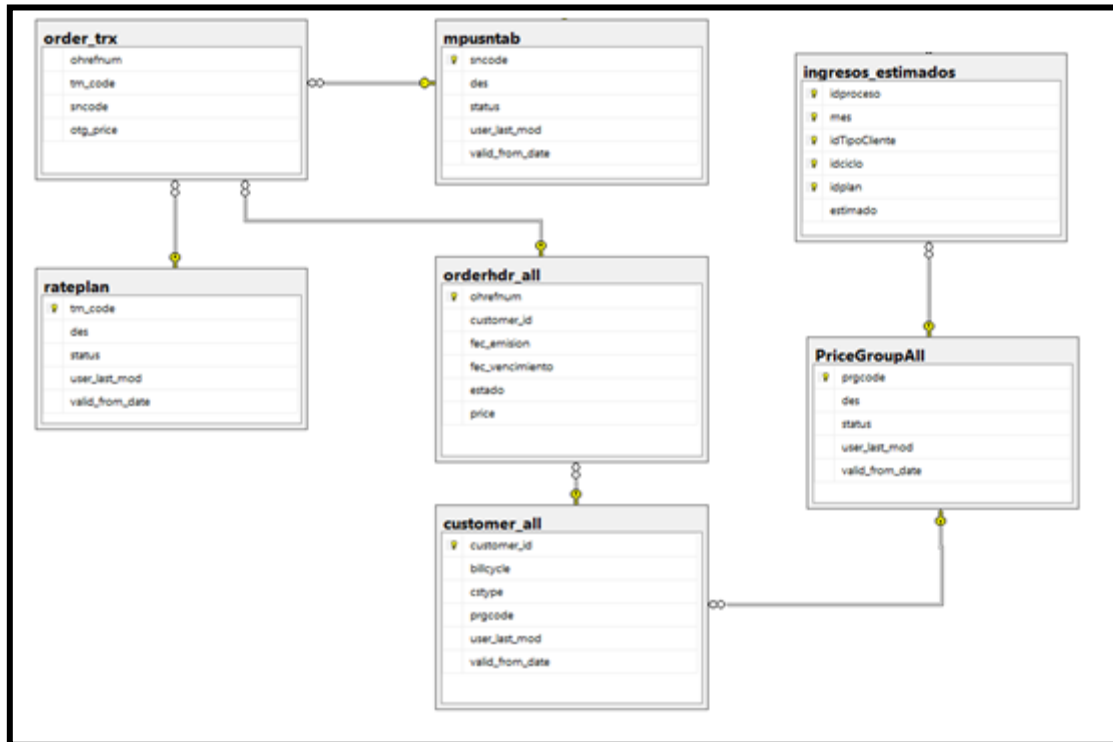 order_trx
ohrefnum
tm_code
sncode
otg_price
mpusntab
sncode
des
status
user_last_mod
valid_from_date
ingresos_estimados
idproceso
mes
idTipoCliente
idciclo
idplan
estimado
rateplan
tm_code
des
status
user_last_mod
valid_from_date
orderhdr_all
ohrefnum
customer_id
fec_emision
fec_vencimiento
estado
price
PriceGroupAll
prgcode
des
status
user_last_mod
valid_from_date
customer_all
customer_id
billcycle
cstype
prgcode
user_last_mod
valid_from_date